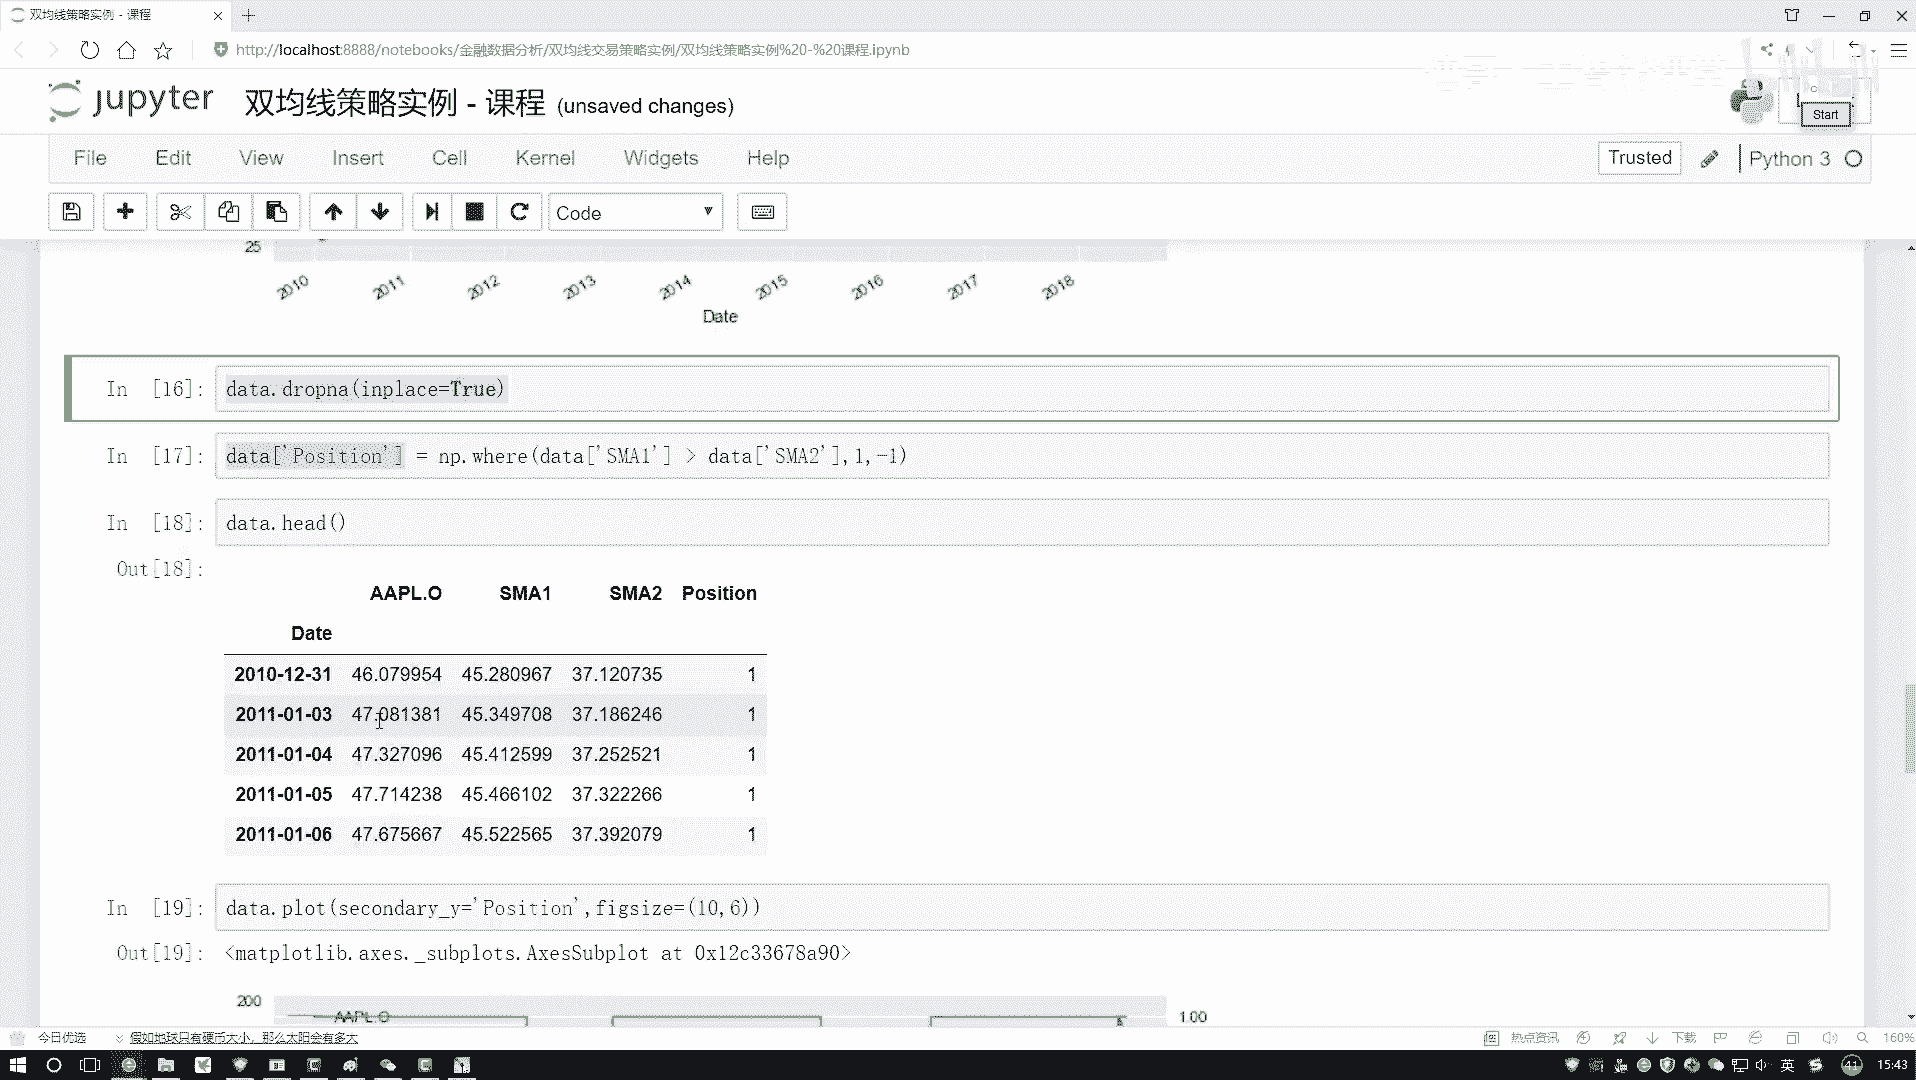 双均线策略实例 - 课程
http://localhost:8888/notebooks/金融数据分析/双均线交易策略实例/双均线策略实例%20-%20课程.ipynb
jupyter 双均线策略实例 - 课程 (unsaved changes)
Start
File Edit View Insert Cell Kernel Widgets Help
Trusted Python 3
Code
25
2010 2011 2012 2013 2014 2015 2016 2017 2018
Date
In [16]: data.dropna(inplace=True)
In [17]: data['Position'] = np.where(data['SMA1'] > data['SMA2'],1,-1)
In [18]: data.head()
Out[18]:
AAPL.O SMA1 SMA2 Position
Date
2010-12-31 46.079954 45.280967 37.120735 1
2011-01-03 47.081381 45.349708 37.186246 1
2011-01-04 47.327096 45.412599 37.252521 1
2011-01-05 47.714238 45.466102 37.322266 1
2011-01-06 47.675667 45.522565 37.392079 1
In [19]: data.plot(secondary_y='Position',figsize=(10,6))
Out[19]: <matplotlib.axes._subplots.AxesSubplot at 0x12c33678a90>
200
AAPL.O
1.00
今日优选 假如地球只有硬币大小，那么太阳会有多大
热点资讯 下载 160%
英 41 15:43